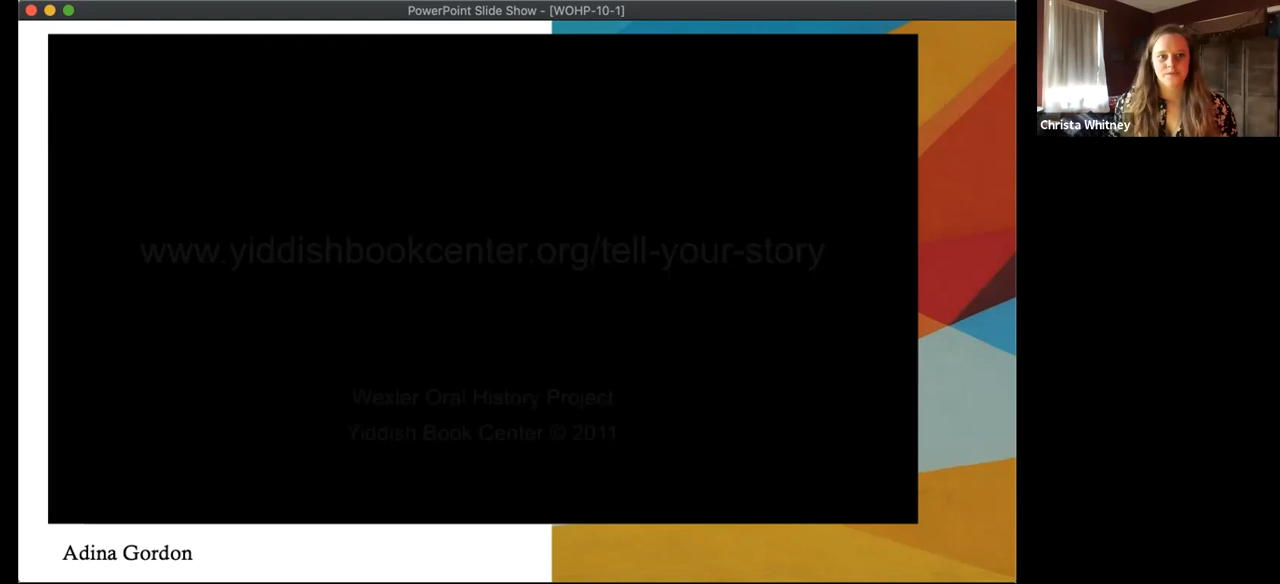 PowerPoint Slide Show - [WOHP-10-1]
Christa Whitney
www.yiddishbookcenter.org/tell-your-story
Wexler Oral History Project
Yiddish Book Center © 2011
Adina Gordon